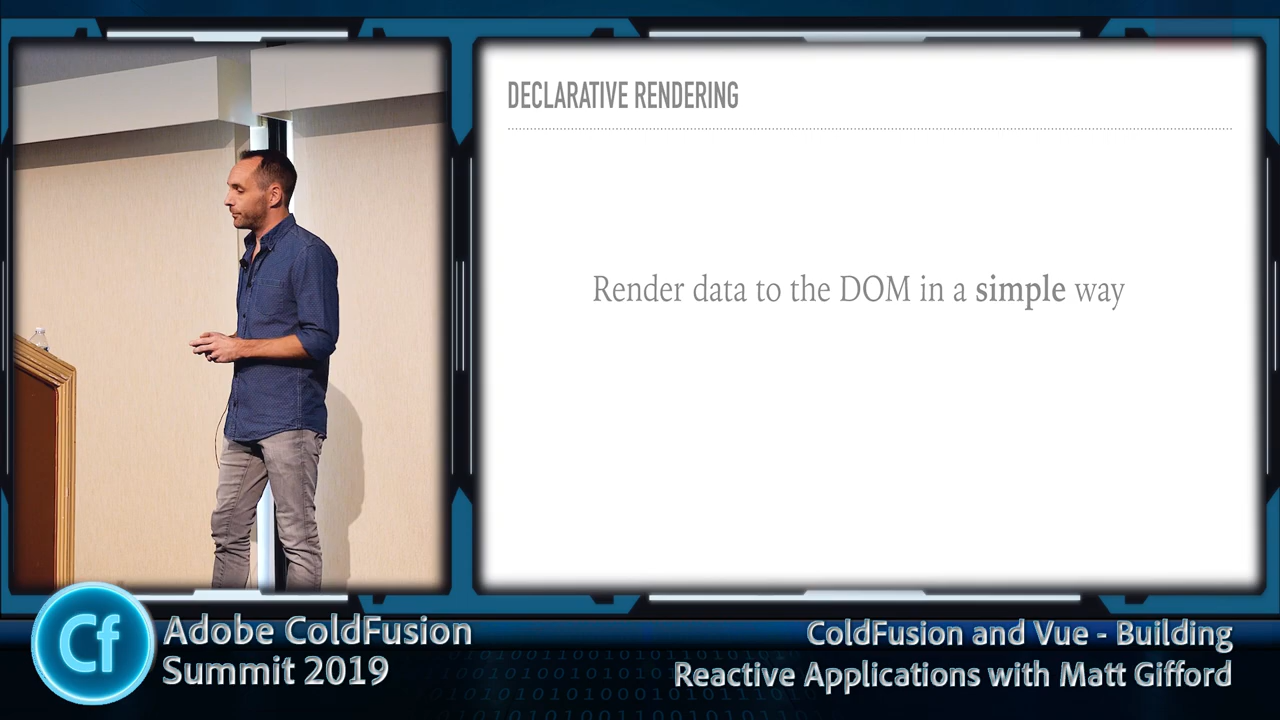 DECLARATIVE RENDERING
Render data to the DOM in a simple way
Cf
Adobe ColdFusion
Summit 2019
ColdFusion and Vue - Building
Reactive Applications with Matt Gifford